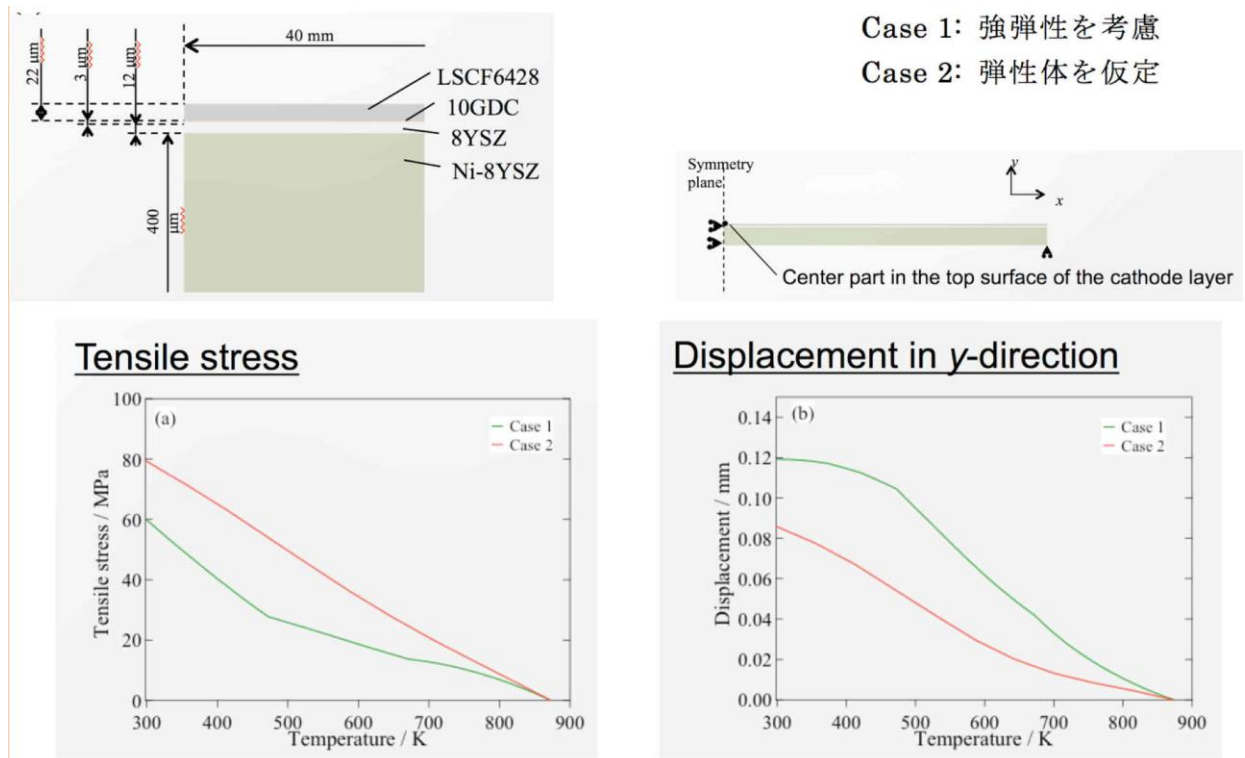 22 μm
3 μm
12 μm
40 mm
LSCF6428
10GDC
8YSZ
Ni-8YSZ
400 μm
Case 1: 強弾性を考慮
Case 2: 弾性体を仮定
Symmetry
plane
y
x
Center part in the top surface of the cathode layer
Tensile stress
(a)
Case 1
Case 2
Tensile stress / MPa
100
80
60
40
20
0
300 400 500 600 700 800 900
Temperature / K
Displacement in y-direction
(b)
Case 1
Case 2
Displacement / mm
0.14
0.12
0.10
0.08
0.06
0.04
0.02
0.00
300 400 500 600 700 800 900
Temperature / K